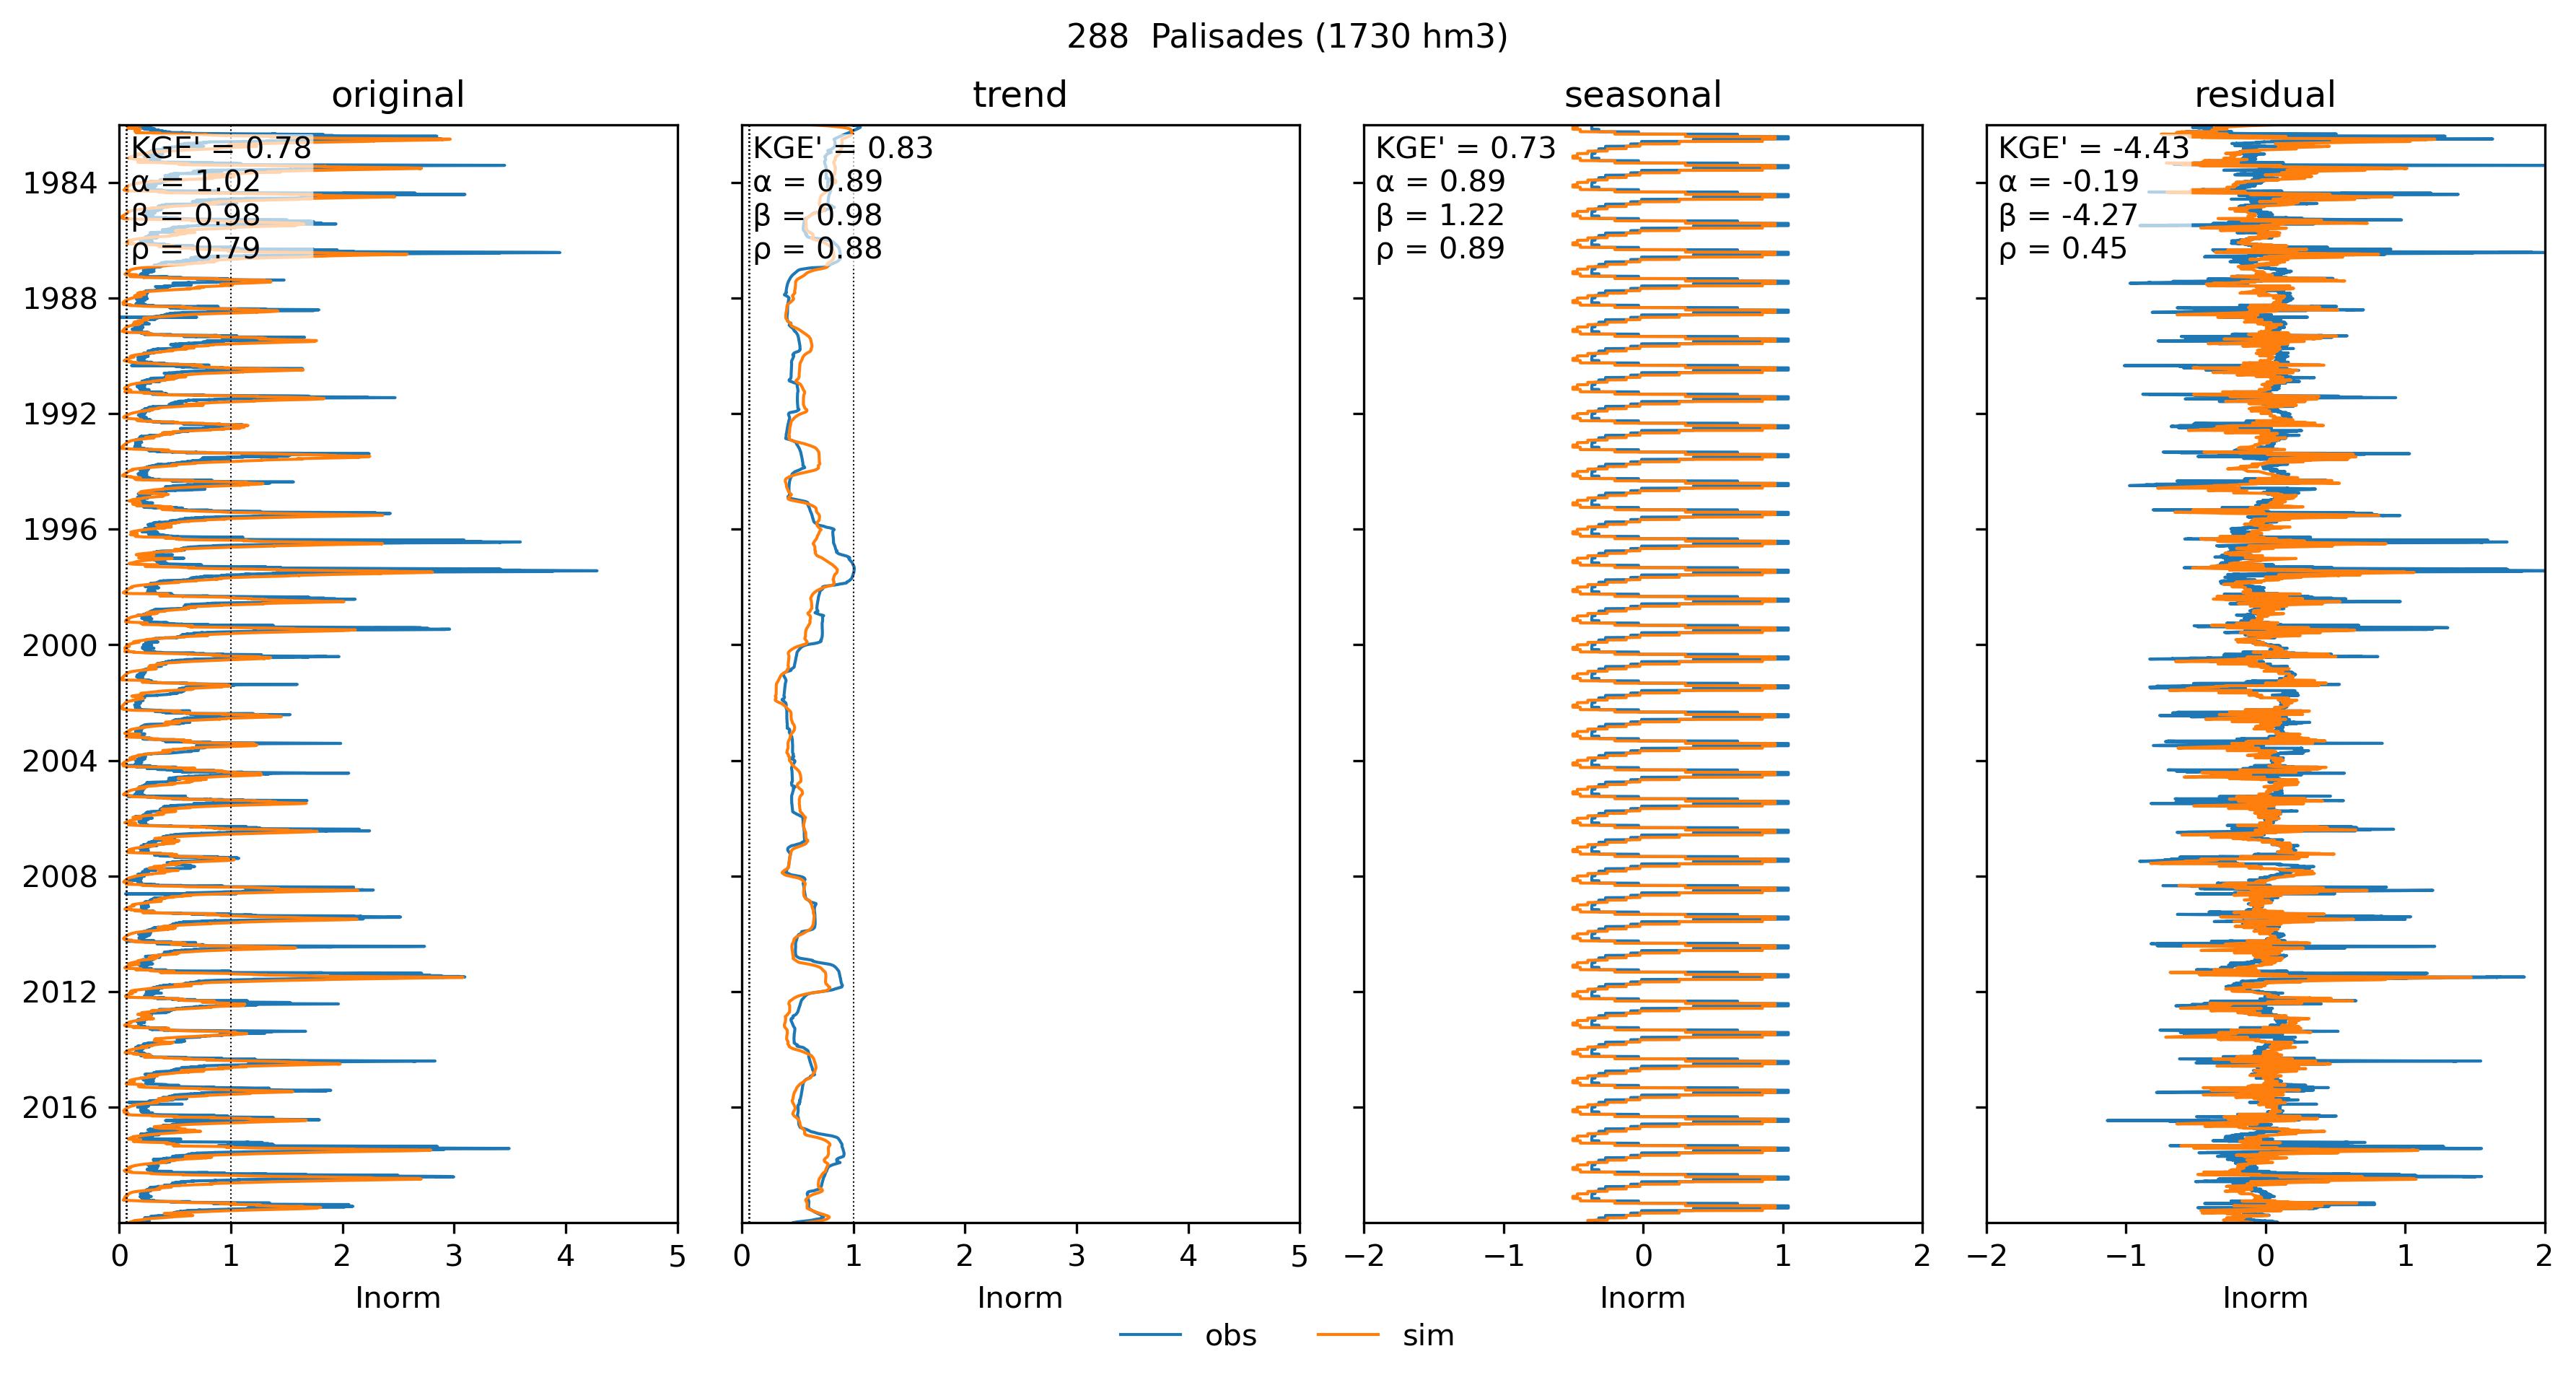 288  Palisades (1730 hm3)
original
trend
seasonal
residual
KGE' = 0.78
α = 1.02
β = 0.98
ρ = 0.79
KGE' = 0.83
α = 0.89
β = 0.98
ρ = 0.88
KGE' = 0.73
α = 0.89
β = 1.22
ρ = 0.89
KGE' = -4.43
α = -0.19
β = -4.27
ρ = 0.45
1984
1988
1992
1996
2000
2004
2008
2012
2016
0 1 2 3 4 5
0 1 2 3 4 5
−2 −1 0 1 2
−2 −1 0 1 2
Inorm
Inorm
Inorm
Inorm
obs
sim